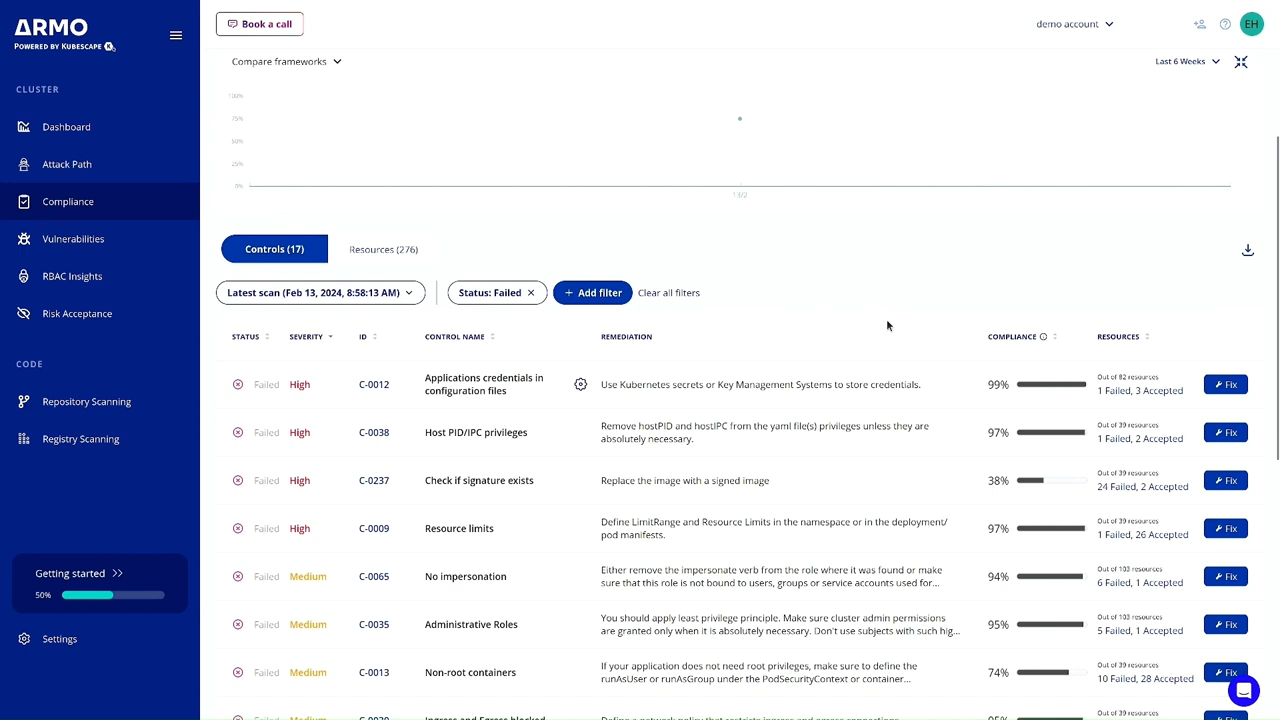 ARMO
POWERED BY KUBESCAPE
CLUSTER
Dashboard
Attack Path
Compliance
Vulnerabilities
RBAC Insights
Risk Acceptance
CODE
Repository Scanning
Registry Scanning
Getting started
50%
Settings
Book a call
demo account
EH
Compare frameworks
Last 6 Weeks
100%
75%
50%
25%
0%
13/2
Controls (17)
Resources (276)
Latest scan (Feb 13, 2024, 8:58:13 AM)
Status: Failed
+ Add filter
Clear all filters
STATUS SEVERITY ID CONTROL NAME REMEDIATION COMPLIANCE RESOURCES
Failed High C-0012 Applications credentials in configuration files Use Kubernetes secrets or Key Management Systems to store credentials. 99% Out of 82 resources 1 Failed, 3 Accepted Fix
Failed High C-0038 Host PID/IPC privileges Remove hostPID and hostIPC from the yaml file(s) privileges unless they are absolutely necessary. 97% Out of 39 resources 1 Failed, 2 Accepted Fix
Failed High C-0237 Check if signature exists Replace the image with a signed image 38% Out of 39 resources 24 Failed, 2 Accepted Fix
Failed High C-0009 Resource limits Define LimitRange and Resource Limits in the namespace or in the deployment/ pod manifests. 97% Out of 39 resources 1 Failed, 26 Accepted Fix
Failed Medium C-0065 No impersonation Either remove the impersonate verb from the role where it was found or make sure that this role is not bound to users, groups or service accounts used for... 94% Out of 103 resources 6 Failed, 1 Accepted Fix
Failed Medium C-0035 Administrative Roles You should apply least privilege principle. Make sure cluster admin permissions are granted only when it is absolutely necessary. Don't use subjects with such hig... 95% Out of 103 resources 5 Failed, 1 Accepted Fix
Failed Medium C-0013 Non-root containers If your application does not need root privileges, make sure to define the runAsUser or runAsGroup under the PodSecurityContext or container... 74% Out of 39 resources 10 Failed, 28 Accepted Fix